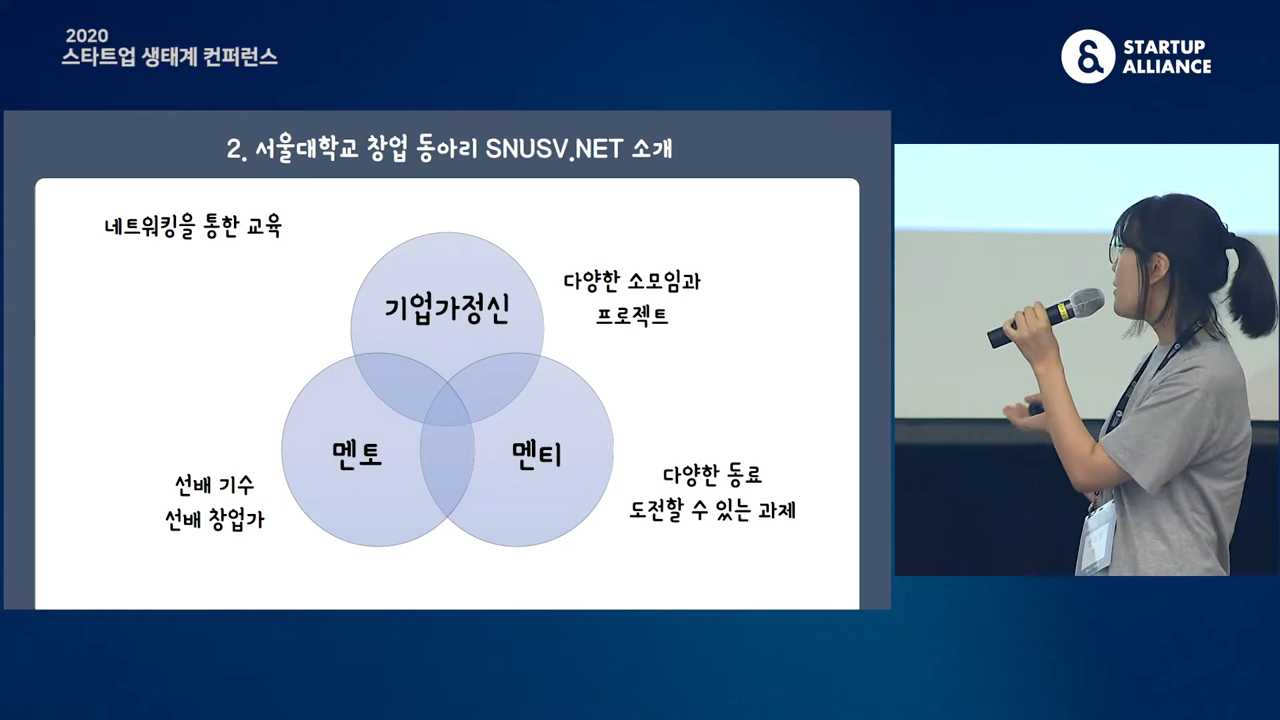 2020
스타트업 생태계 컨퍼런스
STARTUP
ALLIANCE
2. 서울대학교 창업 동아리 SNUSV.NET 소개
네트워킹을 통한 교육
기업가정신
다양한 소모임과
프로젝트
멘토
멘티
선배 기수
선배 창업가
다양한 동료
도전할 수 있는 과제